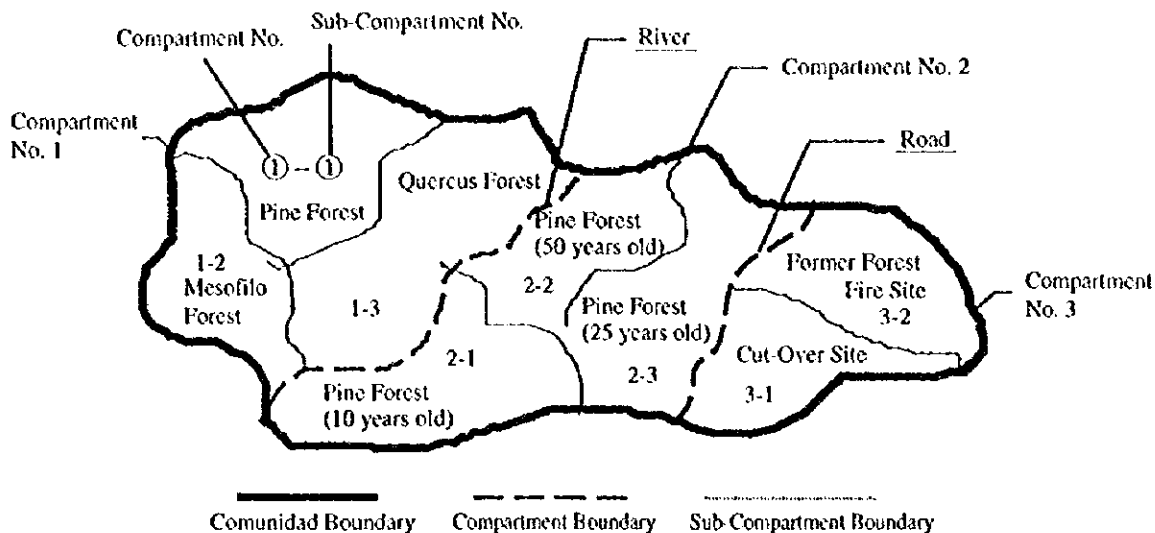 Sub-Compartment No.
Compartment No.
River
Compartment No. 2
Compartment
No. 1
Road
① - ①
Quercus Forest
Pine Forest
Pine Forest
(50 years old)
1-2
Mesofilo
Forest
Former Forest
Fire Site
3-2
Compartment
No. 3
2-2
1-3
Pine Forest
(25 years old)
2-1
Cut-Over Site
2-3
3-1
Pine Forest
(10 years old)
Comunidad Boundary
Compartment Boundary
Sub-Compartment Boundary